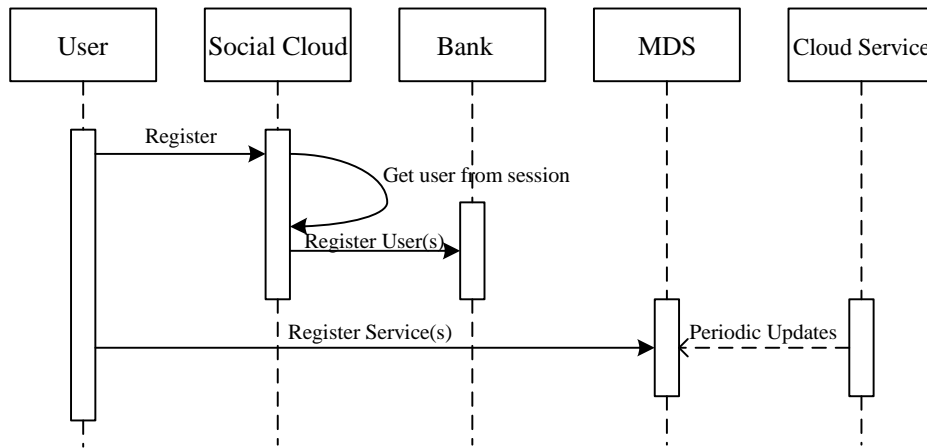 User
Social Cloud
Bank
MDS
Cloud Service
Register
Get user from session
Register User(s)
Register Service(s)
Periodic Updates